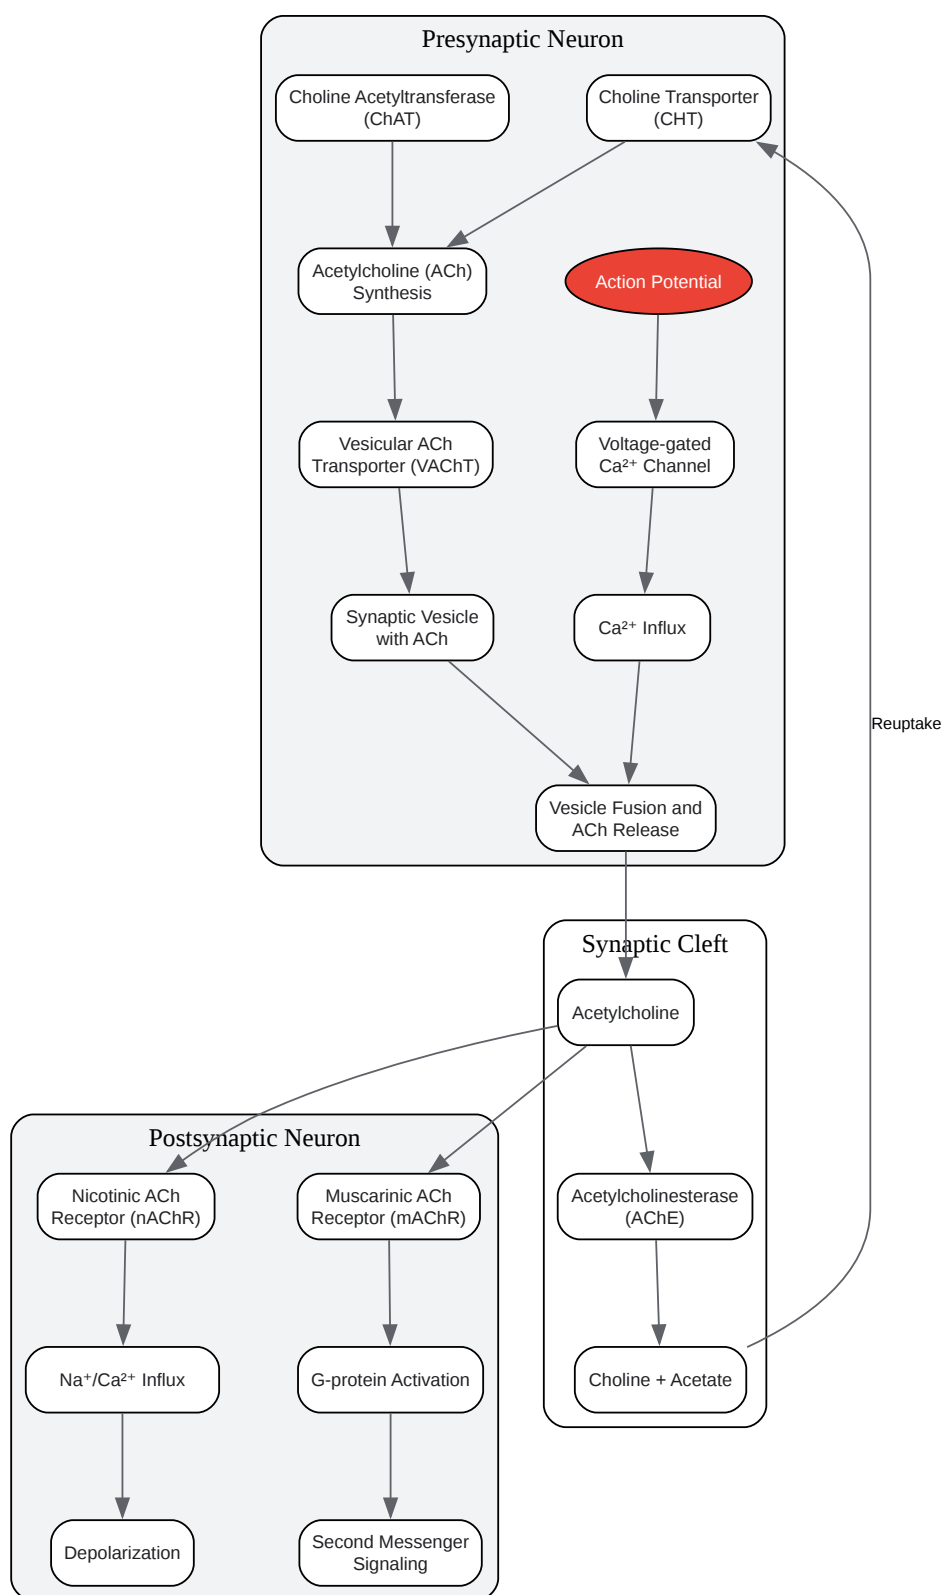 Presynaptic Neuron
Choline Acetyltransferase
(ChAT)
Choline Transporter
(CHT)
Acetylcholine (ACh)
Synthesis
Action Potential
Vesicular ACh
Transporter (VAChT)
Voltage-gated
Ca²⁺ Channel
Synaptic Vesicle
with ACh
Ca²⁺ Influx
Reuptake
Vesicle Fusion and
ACh Release
Synaptic Cleft
Acetylcholine
Postsynaptic Neuron
Nicotinic ACh
Receptor (nAChR)
Muscarinic ACh
Receptor (mAChR)
Acetylcholinesterase
(AChE)
Na⁺/Ca²⁺ Influx
G-protein Activation
Choline + Acetate
Depolarization
Second Messenger
Signaling